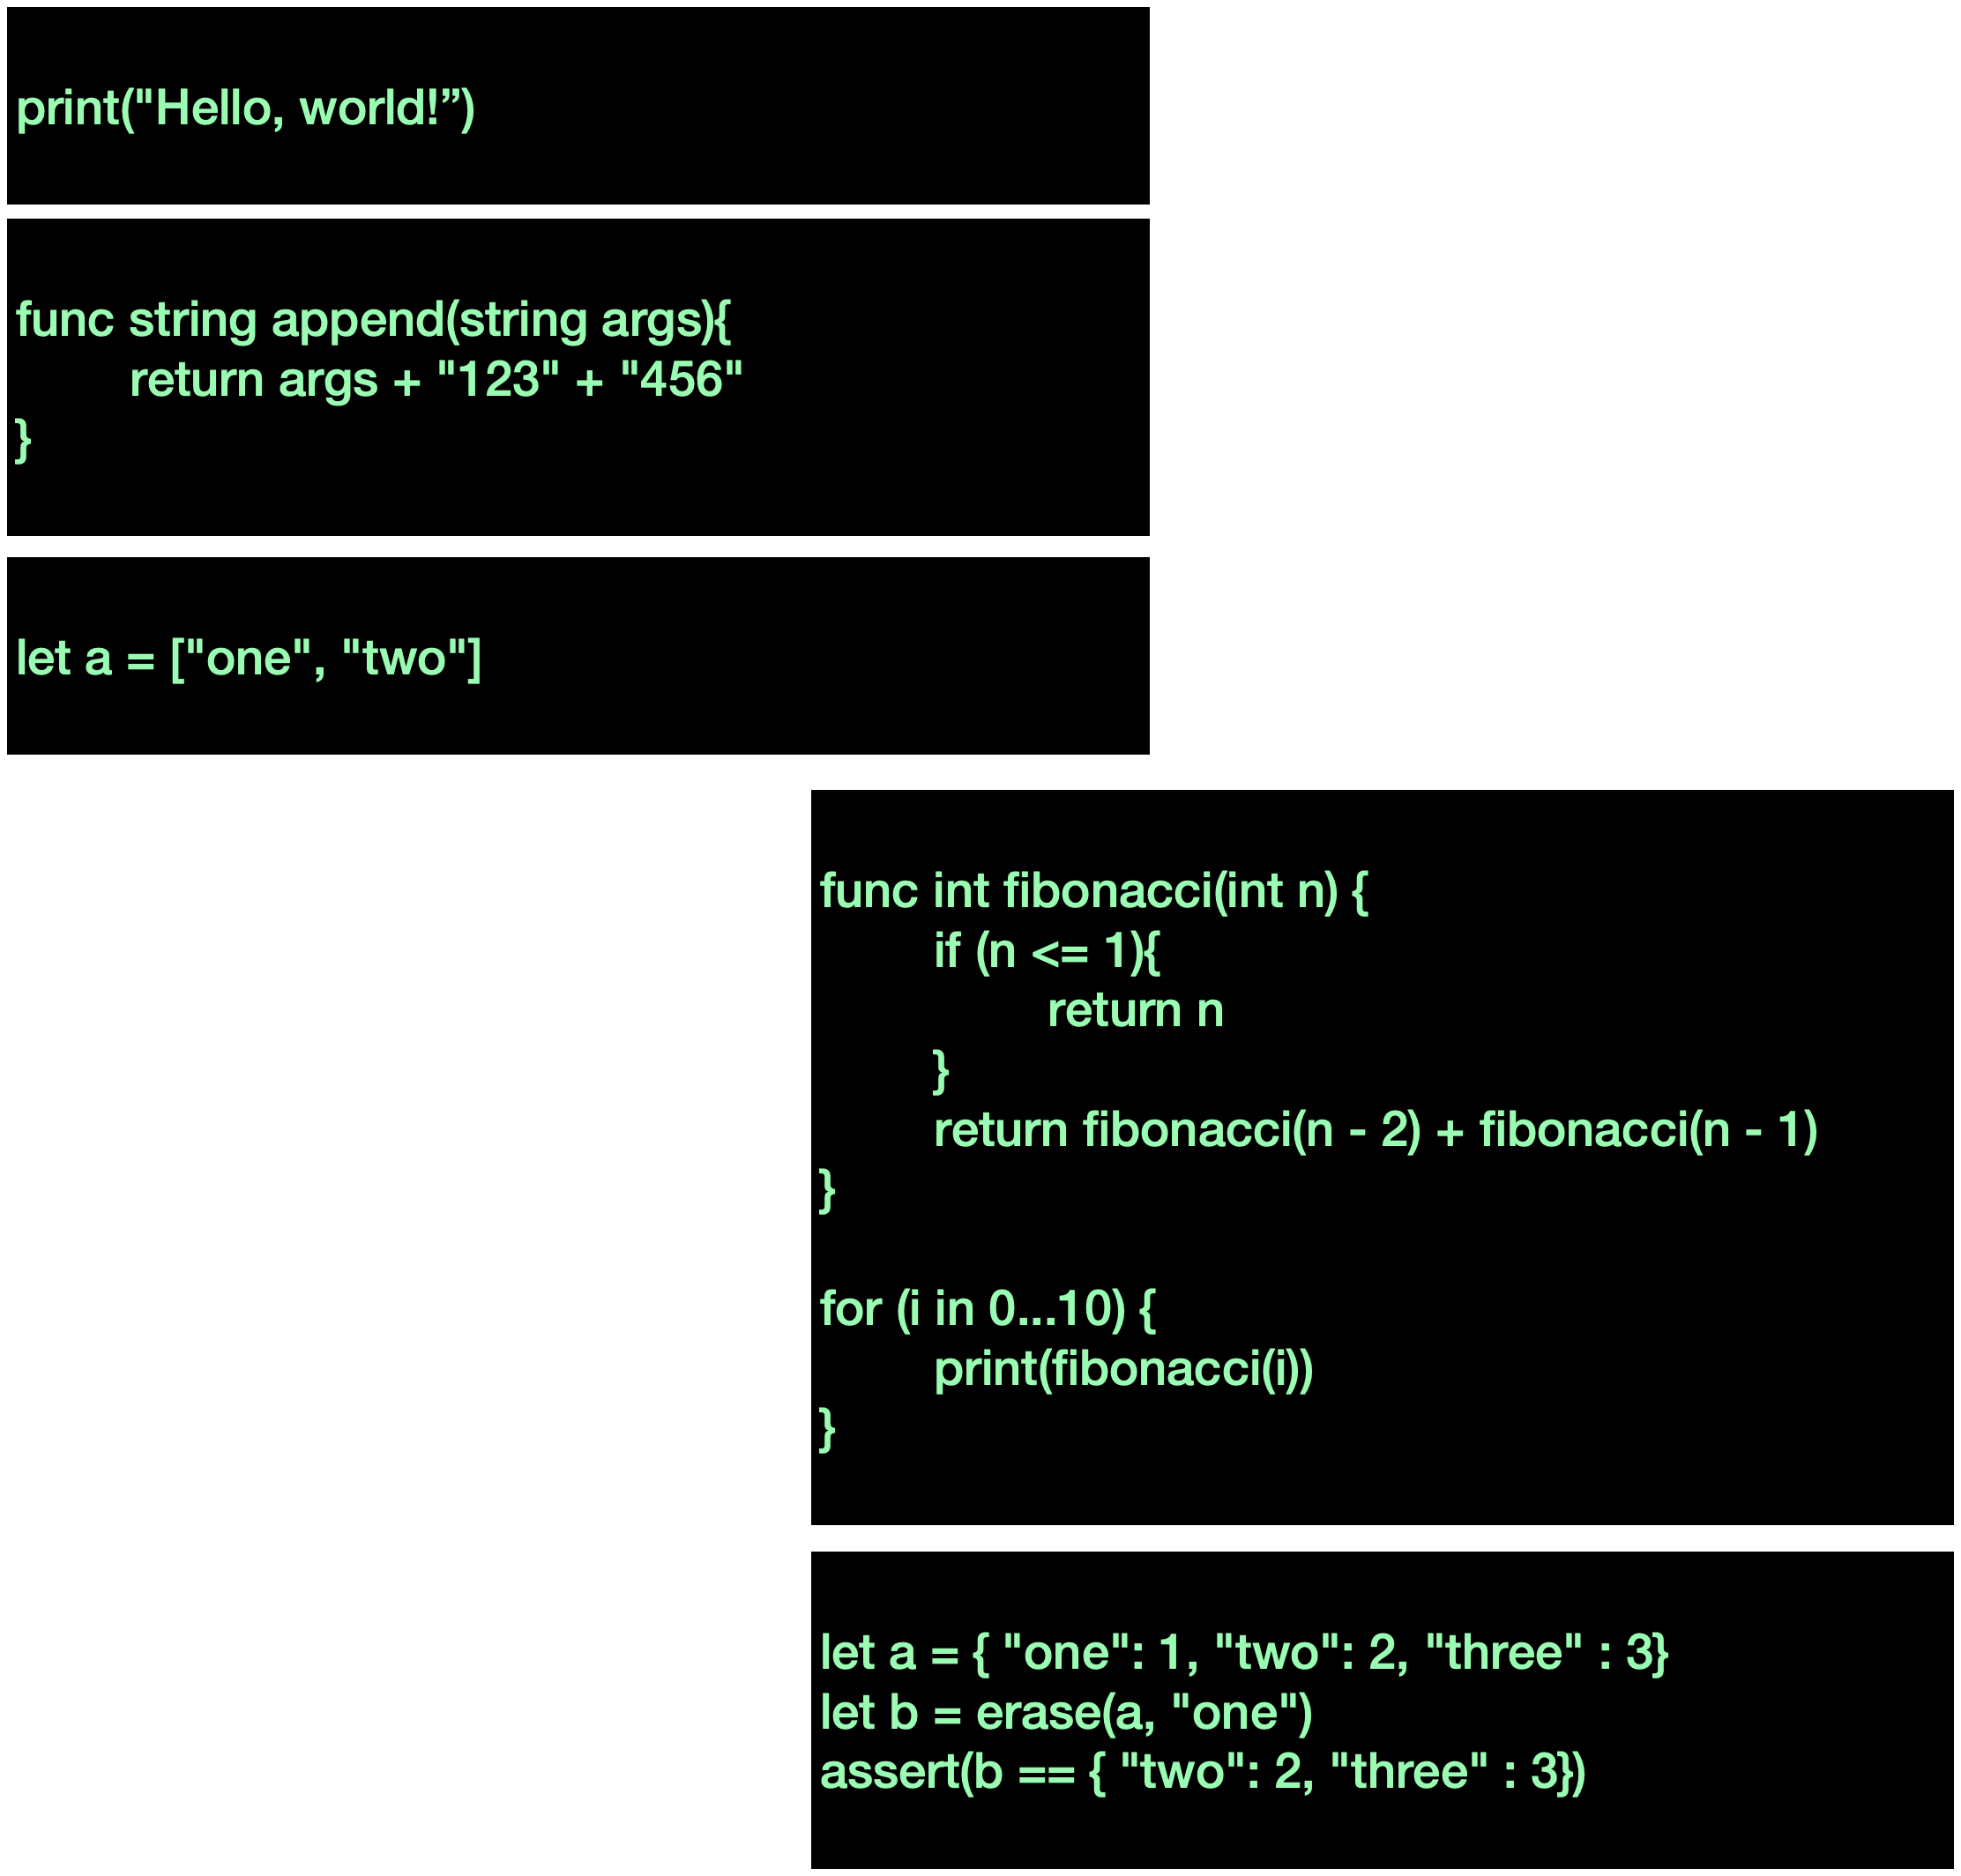 print("Hello, world!”)
func string append(string args){
return args + "123" + "456"
}
let a = ["one", "two"]
func int fibonacci(int n) {
if (n <= 1){
return n
}
return fibonacci(n - 2) + fibonacci(n - 1)
}
for (i in 0...10) {
print(fibonacci(i))
}
let a = { "one": 1, "two": 2, "three" : 3}
let b = erase(a, "one")
assert(b == { "two": 2, "three" : 3})